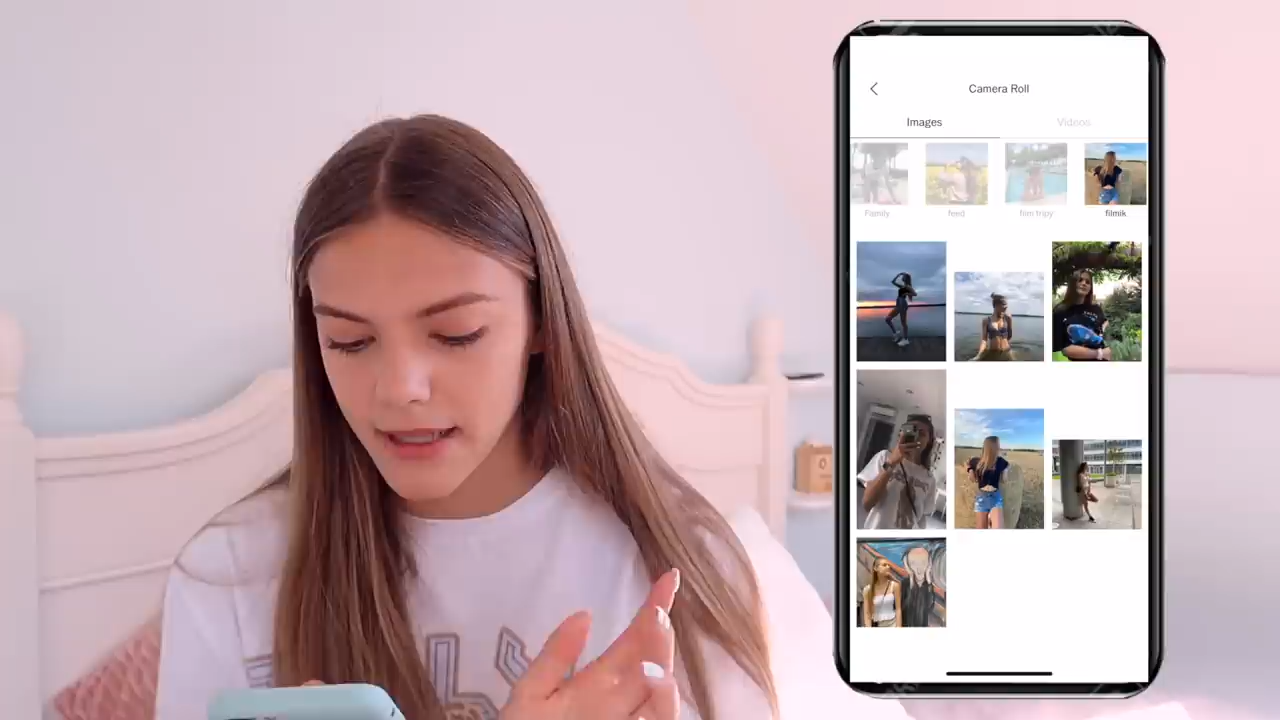 Camera Roll
Images
Videos
Family
feed
film tripy
filmik